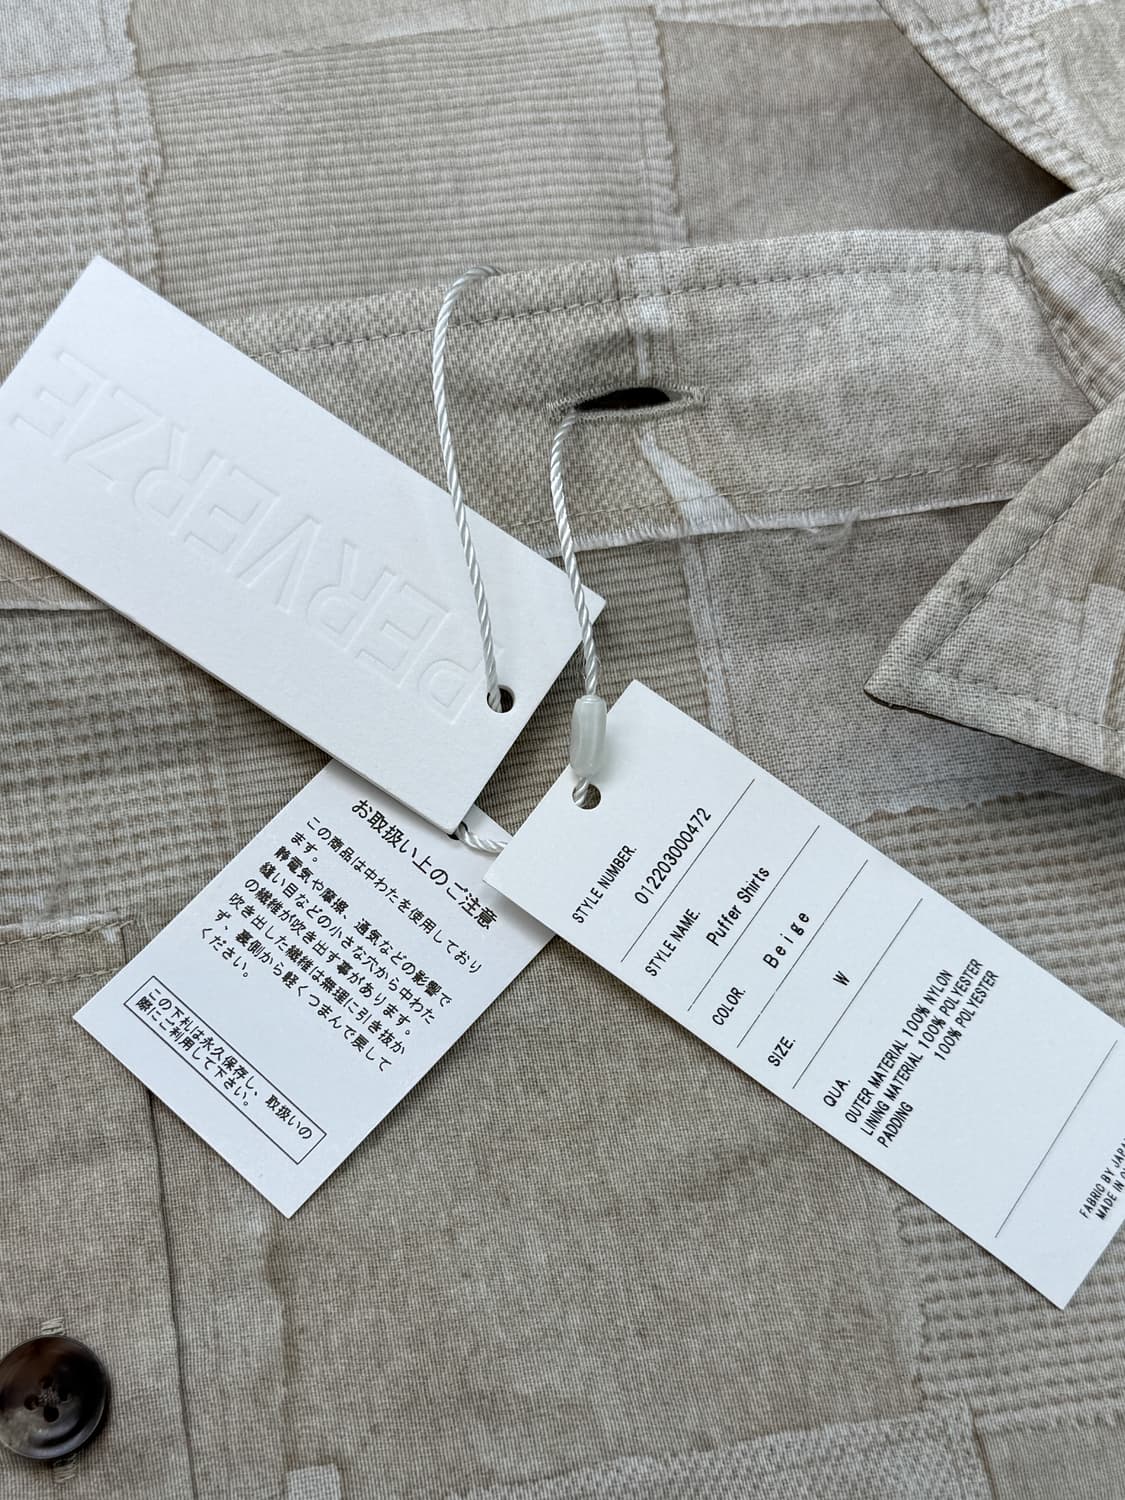 PERVERZE
お取扱い上のご注意
この商品は中わたを使用しており
ます。
静電気や摩擦、通気などの影響で
縫い目などの小さな穴から中わた
の繊維が吹き出す事があります。
吹き出した繊維は無理に引き抜か
ず、裏側から軽くつまんで戻して
ください。
この下札は永久保存し、取扱いの
際にご利用して下さい。
STYLE NUMBER.
012203000472
STYLE NAME.
Puffer Shirts
COLOR.
Beige
SIZE.
W
QUA.
OUTER MATERIAL 100% NYLON
LINING MATERIAL 100% POLYESTER
PADDING 100% POLYESTER
FABRIC BY
MADE IN